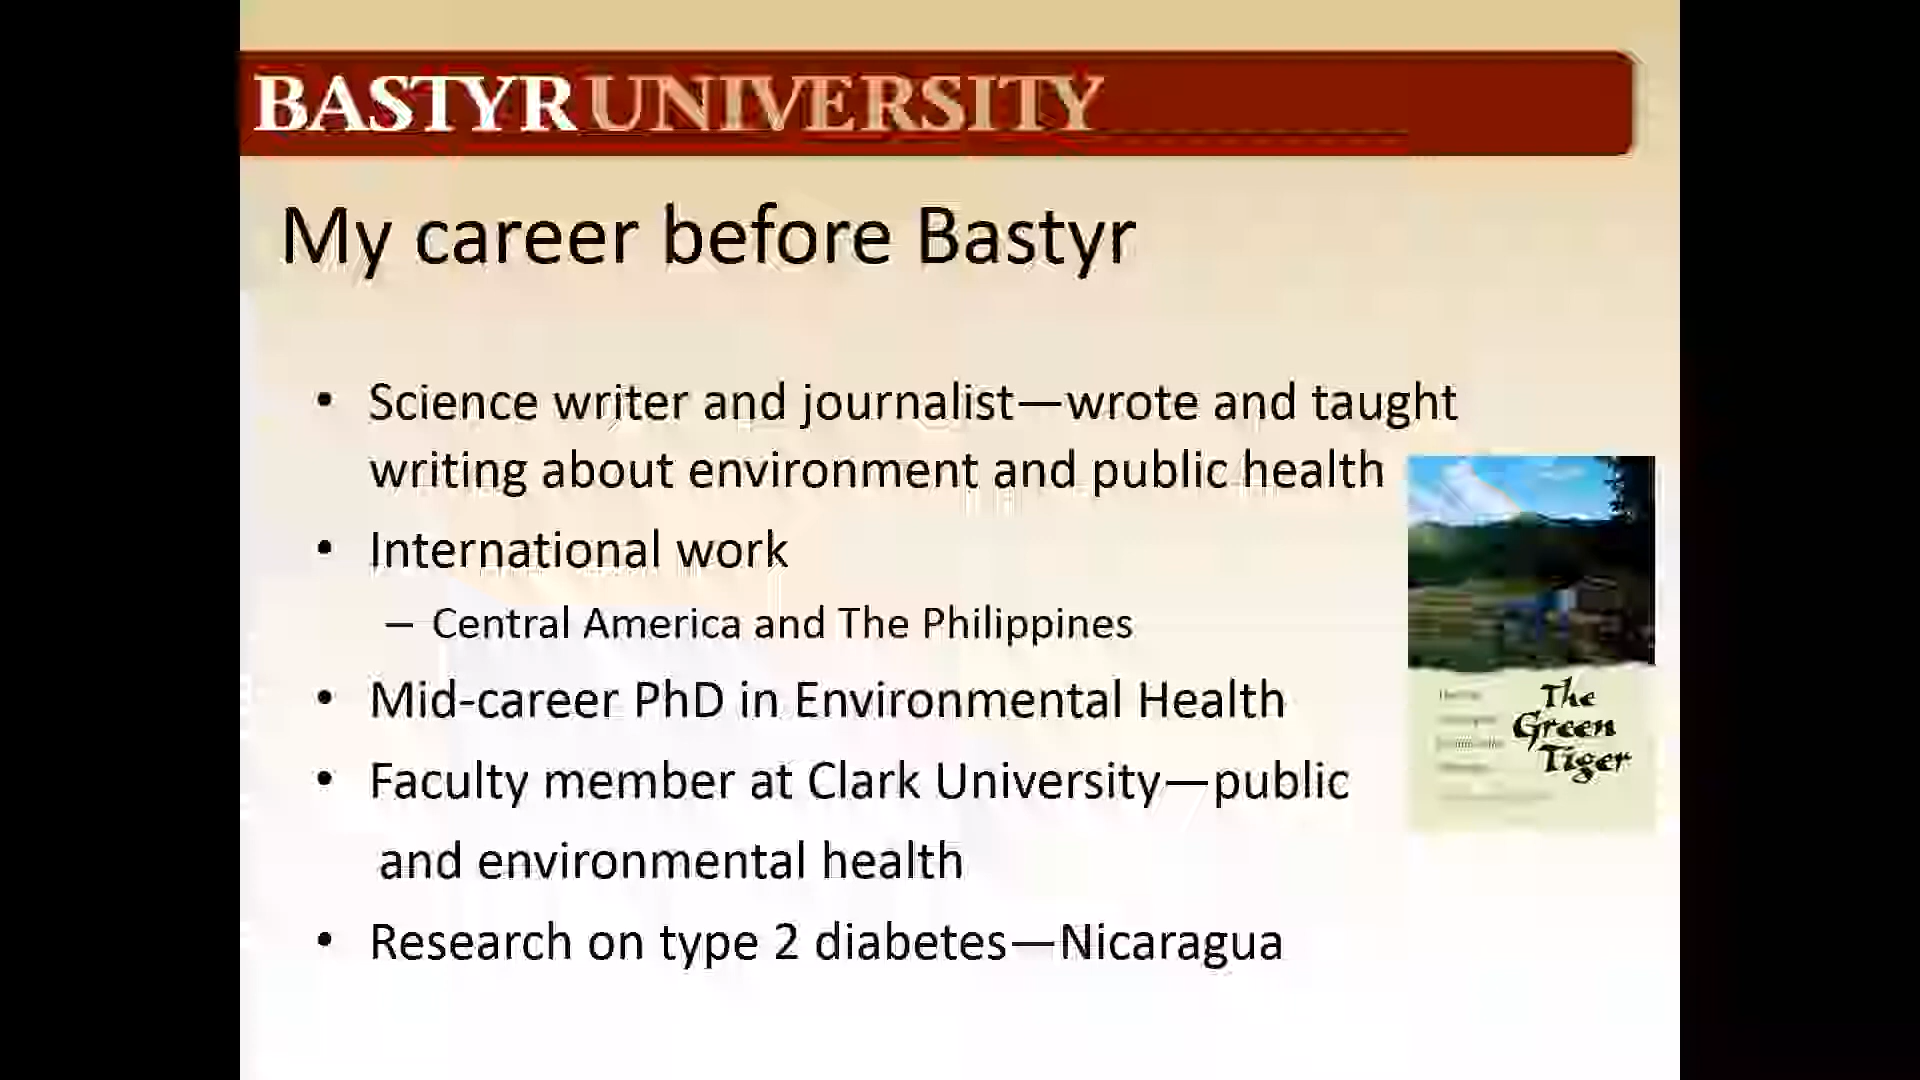 BASTYR UNIVERSITY
My career before Bastyr
• Science writer and journalist—wrote and taught
writing about environment and public health
• International work
– Central America and The Philippines
• Mid-career PhD in Environmental Health
• Faculty member at Clark University—public
and environmental health
• Research on type 2 diabetes—Nicaragua
The
Green
Tiger